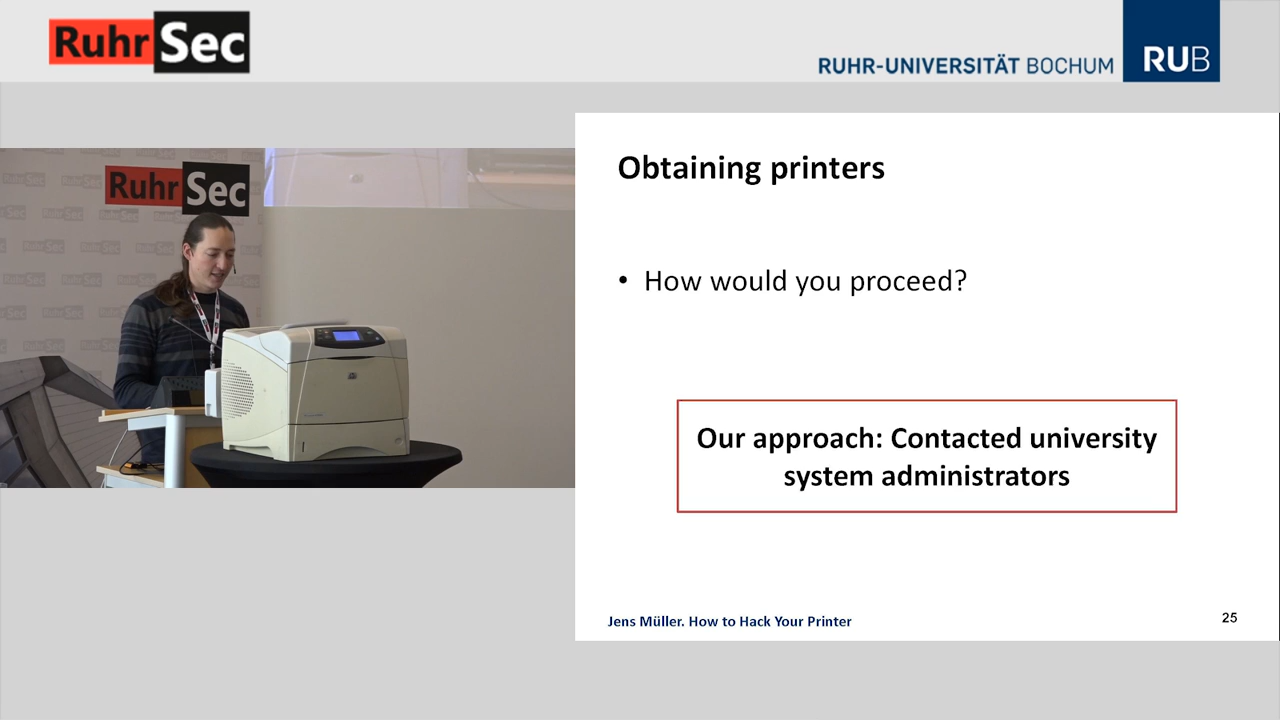 RuhrSec
RUHR-UNIVERSITÄT BOCHUM
RUB
RuhrSec
Obtaining printers
• How would you proceed?
Our approach: Contacted university
system administrators
Jens Müller. How to Hack Your Printer
25